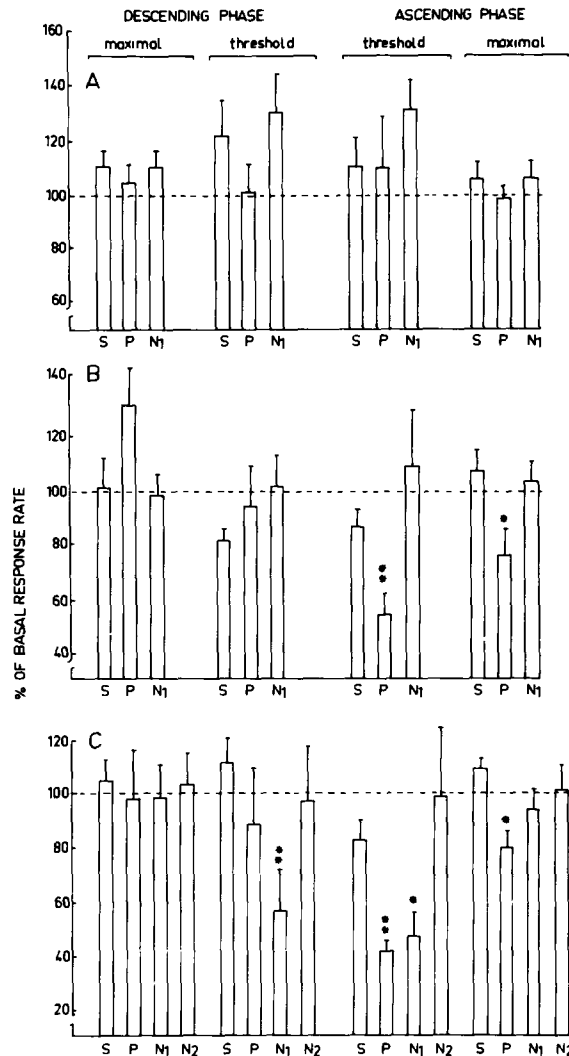 DESCENDING PHASE ASCENDING PHASE
maximal threshold threshold maximal
% OF BASAL RESPONSE RATE
A
160
140
120
100
80
60
S P N1 S P N1 S P N1 S P N1
B
140
120
100
80
60
40
S P N1 S P N1 S P N1 S P N1
C
120
100
80
60
40
20
S P N1 N2 S P N1 N2 S P N1 N2 S P N1 N2